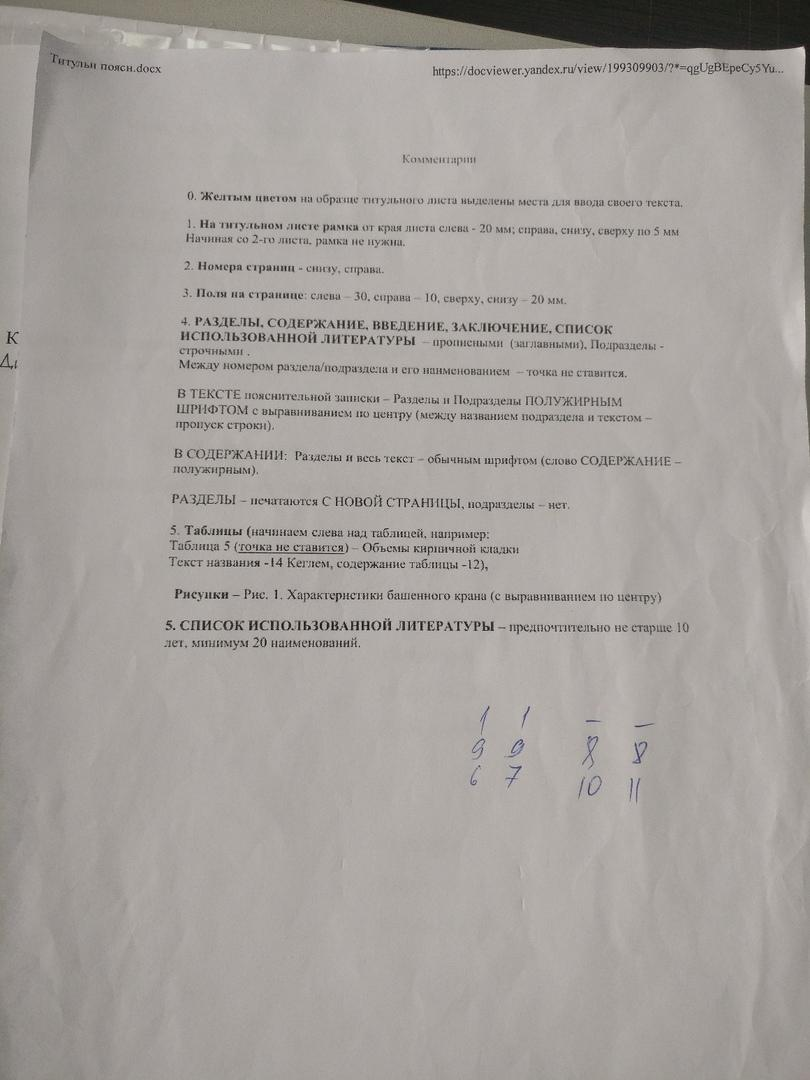 Титульн поясн.docx
https://docviewer.yandex.ru/view/199309903/?*=qgUgBEpeCy5Yu...
Комментарии
0. Желтым цветом на образце титульного листа выделены места для ввода своего текста.
1. На титульном листе рамка от края листа слева - 20 мм; справа, снизу, сверху по 5 мм
Начиная со 2-го листа, рамка не нужна.
2. Номера страниц - снизу, справа.
3. Поля на странице: слева – 30, справа – 10, сверху, снизу – 20 мм.
4. РАЗДЕЛЫ, СОДЕРЖАНИЕ, ВВЕДЕНИЕ, ЗАКЛЮЧЕНИЕ, СПИСОК
ИСПОЛЬЗОВАННОЙ ЛИТЕРАТУРЫ – прописными (заглавными), Подразделы -
строчными .
Между номером раздела/подраздела и его наименованием – точка не ставится.
К
Ді
В ТЕКСТЕ пояснительной записки – Разделы и Подразделы ПОЛУЖИРНЫМ
ШРИФТОМ с выравниванием по центру (между названием подраздела и текстом –
пропуск строки).
В СОДЕРЖАНИИ: Разделы и весь текст – обычным шрифтом (слово СОДЕРЖАНИЕ –
полужирным).
РАЗДЕЛЫ – печатаются С НОВОЙ СТРАНИЦЫ, подразделы – нет.
5. Таблицы (начинаем слева над таблицей, например:
Таблица 5 (точка не ставится) – Объемы кирпичной кладки
Текст названия -14 Кеглем, содержание таблицы -12),
Рисунки – Рис. 1. Характеристики башенного крана (с выравниванием по центру)
5. СПИСОК ИСПОЛЬЗОВАННОЙ ЛИТЕРАТУРЫ – предпочтительно не старше 10
лет, минимум 20 наименований.
1 1 – –
9 9 8 8
6 7 10 11